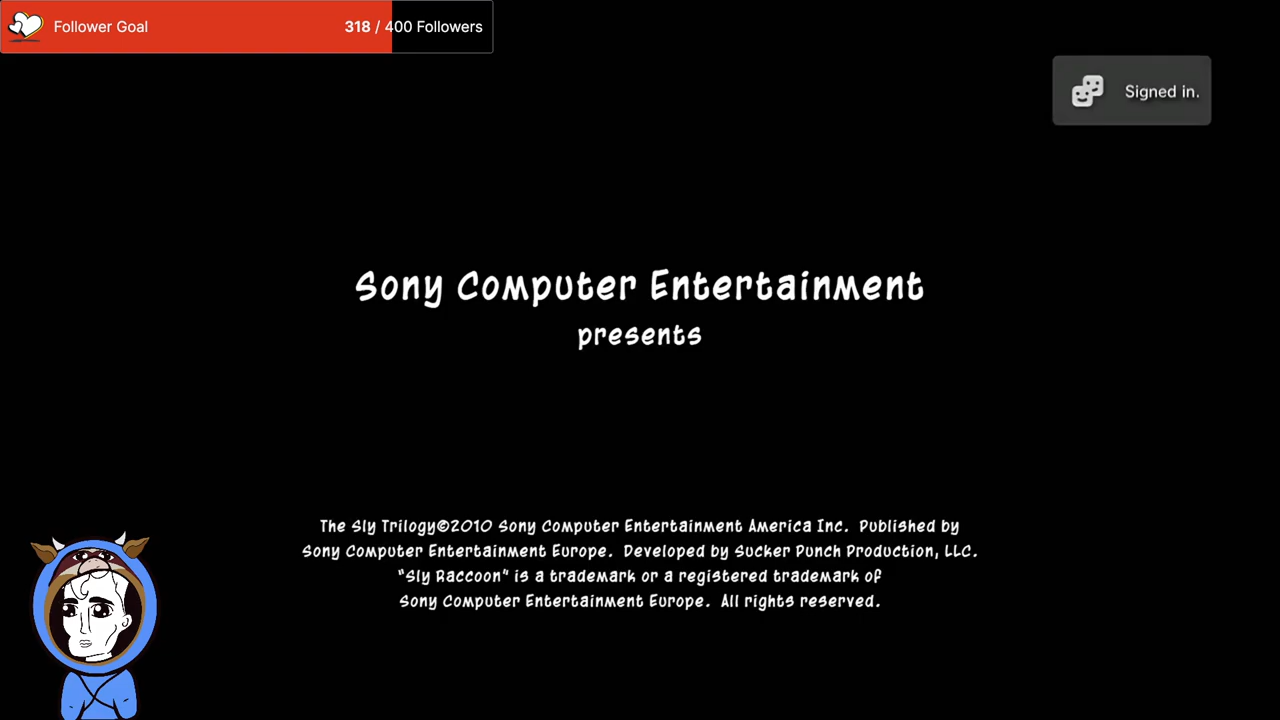 Follower Goal 318 / 400 Followers
Signed in.
Sony Computer Entertainment
presents
The Sly Trilogy©2010 Sony Computer Entertainment America Inc. Published by
Sony Computer Entertainment Europe. Developed by Sucker Punch Production, LLC.
"Sly Raccoon" is a trademark or a registered trademark of
Sony Computer Entertainment Europe. All rights reserved.